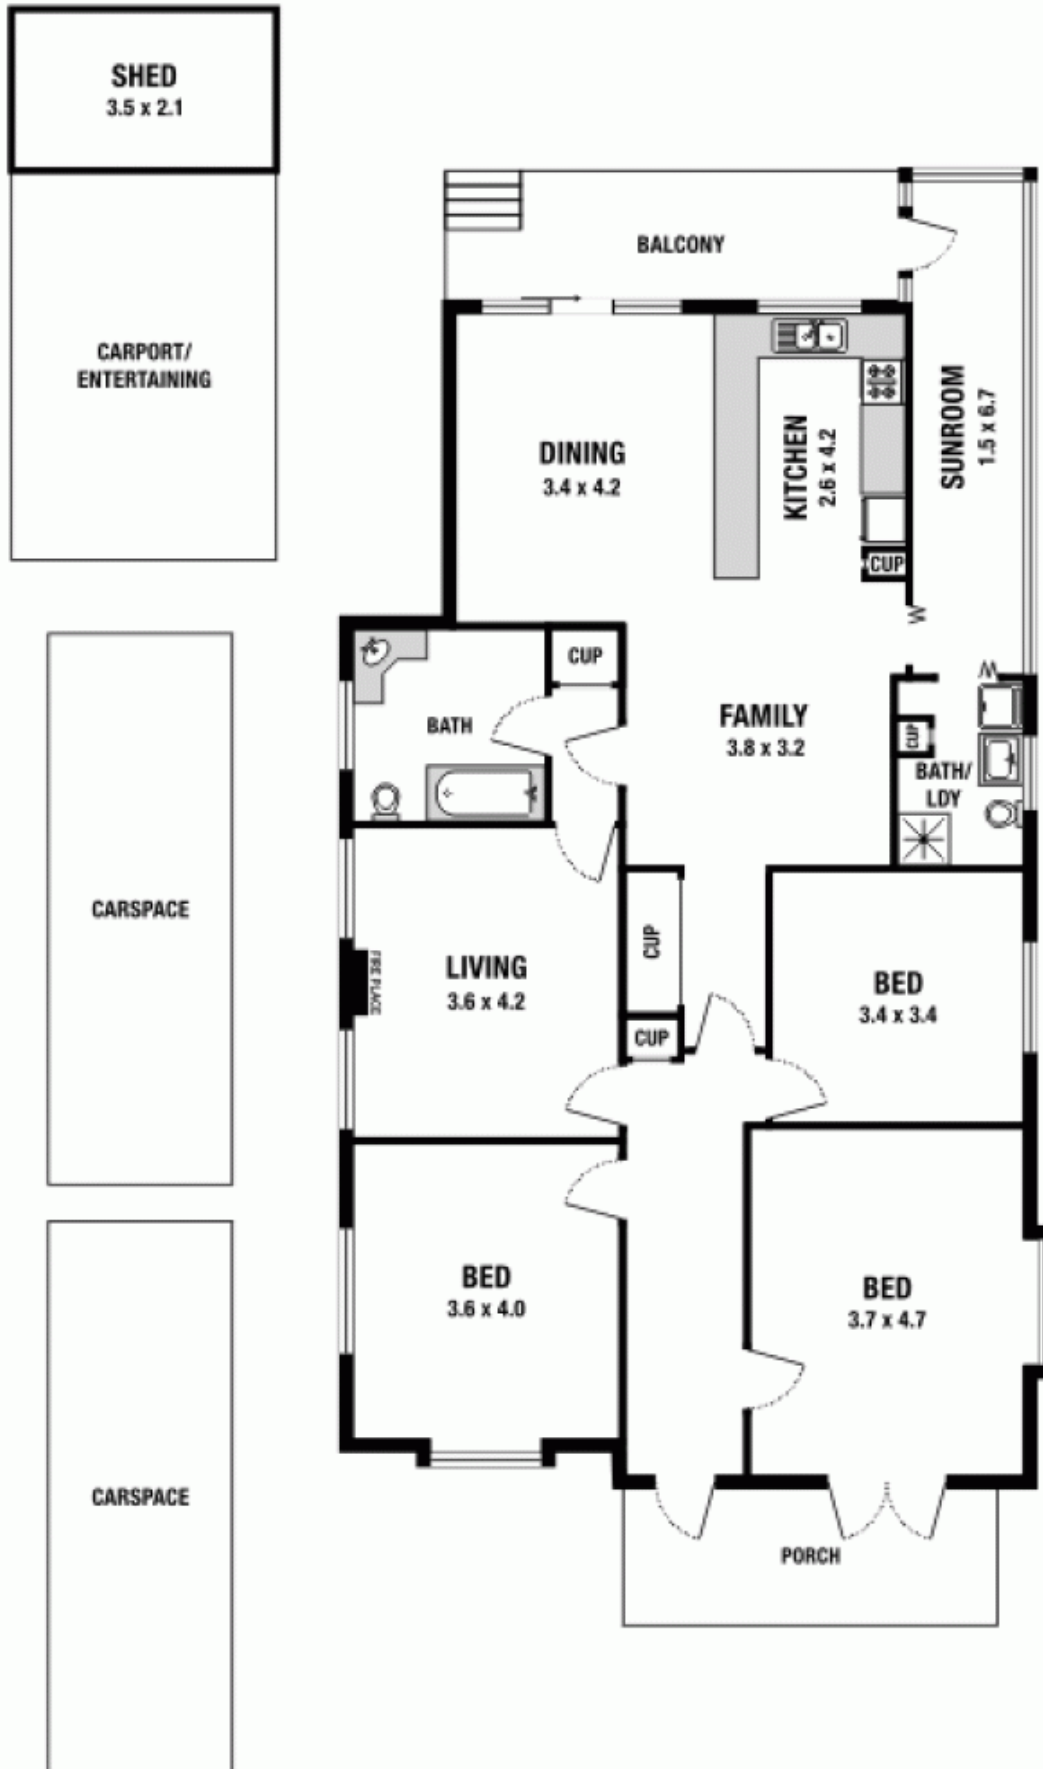 SHED
3.5 x 2.1
BALCONY
CARPORT/
ENTERTAINING
DINING
3.4 x 4.2
KITCHEN
2.6 x 4.2
SUNROOM
1.5 x 6.7
CUP
CUP
BATH
FAMILY
3.8 x 3.2
CUP
BATH/
LDY
CARSPACE
LIVING
3.6 x 4.2
FIRE PLACE
CUP
CUP
BED
3.4 x 3.4
BED
3.6 x 4.0
BED
3.7 x 4.7
CARSPACE
PORCH